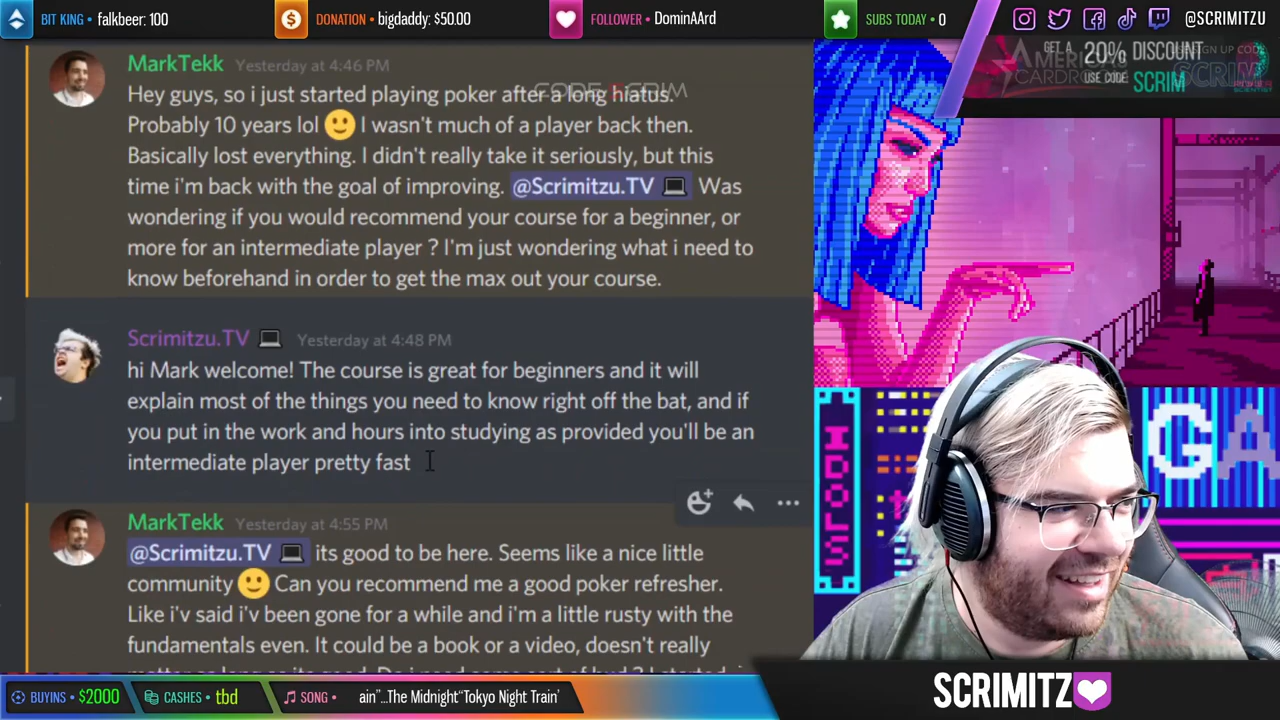 BIT KING • falkbeer: 100
DONATION • bigdaddy: $50.00
FOLLOWER • DominAArd
SUBS TODAY • 0
@SCRIMITZU
GET A 20% DISCOUNT
USE CODE: SCRIM
SIGN UP CODE
AMERICAS CARDROOM
MarkTekk Yesterday at 4:46 PM
Hey guys, so i just started playing poker after a long hiatus.
Probably 10 years lol 🙂 I wasn't much of a player back then.
Basically lost everything. I didn't really take it seriously, but this
time i'm back with the goal of improving. @Scrimitzu.TV 💻 Was
wondering if you would recommend your course for a beginner, or
more for an intermediate player ? I'm just wondering what i need to
know beforehand in order to get the max out your course.
Scrimitzu.TV 💻 Yesterday at 4:48 PM
hi Mark welcome! The course is great for beginners and it will
explain most of the things you need to know right off the bat, and if
you put in the work and hours into studying as provided you'll be an
intermediate player pretty fast
MarkTekk Yesterday at 4:55 PM
@Scrimitzu.TV 💻 its good to be here. Seems like a nice little
community 🙂 Can you recommend me a good poker refresher.
Like i'v said i'v been gone for a while and i'm a little rusty with the
fundamentals even. It could be a book or a video, doesn't really
IDOLS
GA
BUYINS • $2000
CASHES • tbd
SONG • ain" ...The Midnight“Tokyo Night Train'
SCRIMITZ